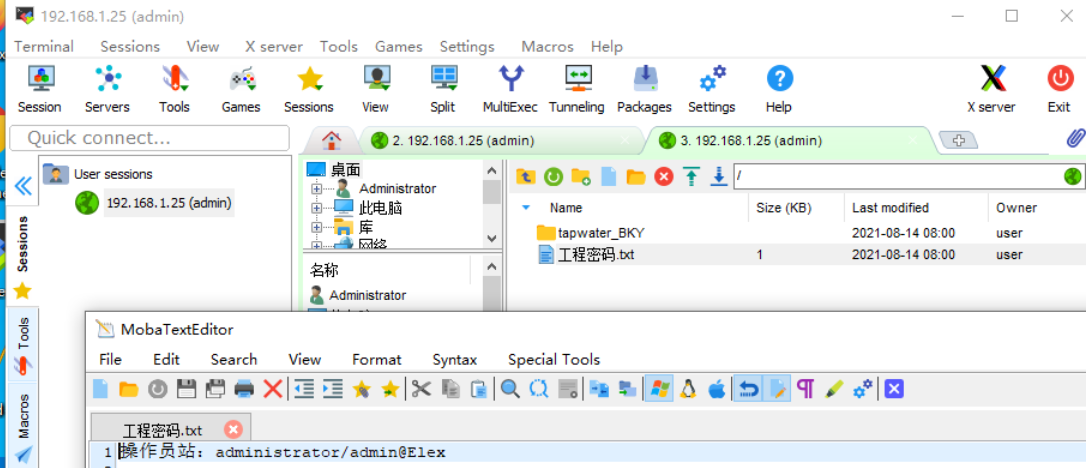 192.168.1.25 (admin)
Terminal Sessions View X server Tools Games Settings Macros Help
Session Servers Tools Games Sessions View Split MultiExec Tunneling Packages Settings Help X server Exit
Quick connect...
2. 192.168.1.25 (admin)
3. 192.168.1.25 (admin)
User sessions
192.168.1.25 (admin)
Sessions
Tools
Macros
桌面
Administrator
此电脑
库
网络
名称
Administrator
/
Name Size (KB) Last modified Owner
tapwater_BKY 2021-08-14 08:00 user
工程密码.txt 1 2021-08-14 08:00 user
MobaTextEditor
File Edit Search View Format Syntax Special Tools
工程密码.txt
1 操作员站: administrator/admin@Elex